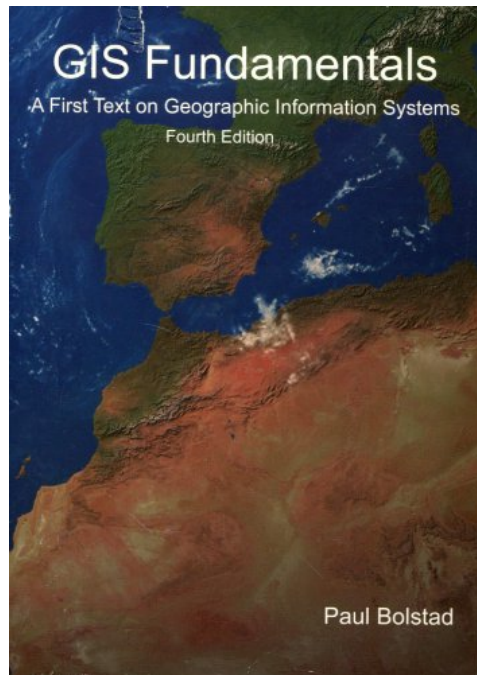 GIS Fundamentals
A First Text on Geographic Information Systems
Fourth Edition
Paul Bolstad